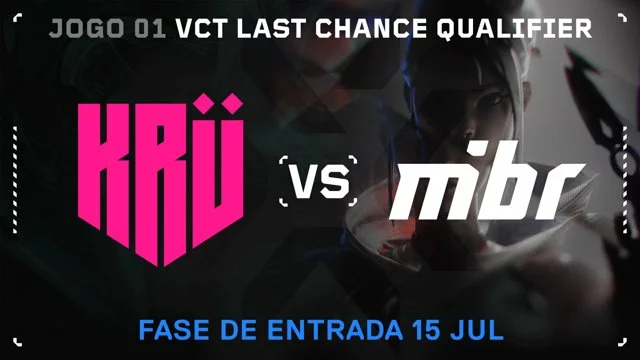 JOGO 01 VCT LAST CHANCE QUALIFIER
KRÜ
VS
mibr
FASE DE ENTRADA 15 JUL